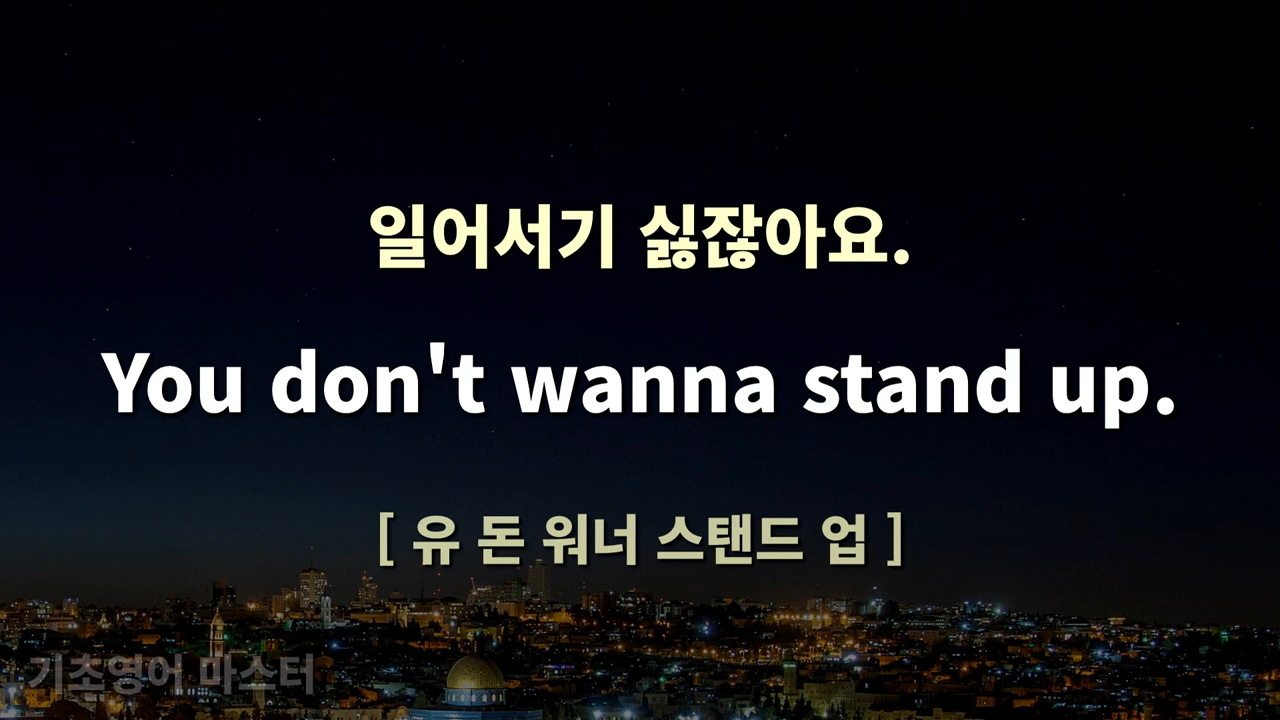 일어서기 싫잖아요.
You don't wanna stand up.
[ 유 돈 워너 스탠드 업 ]
기초영어 마스터